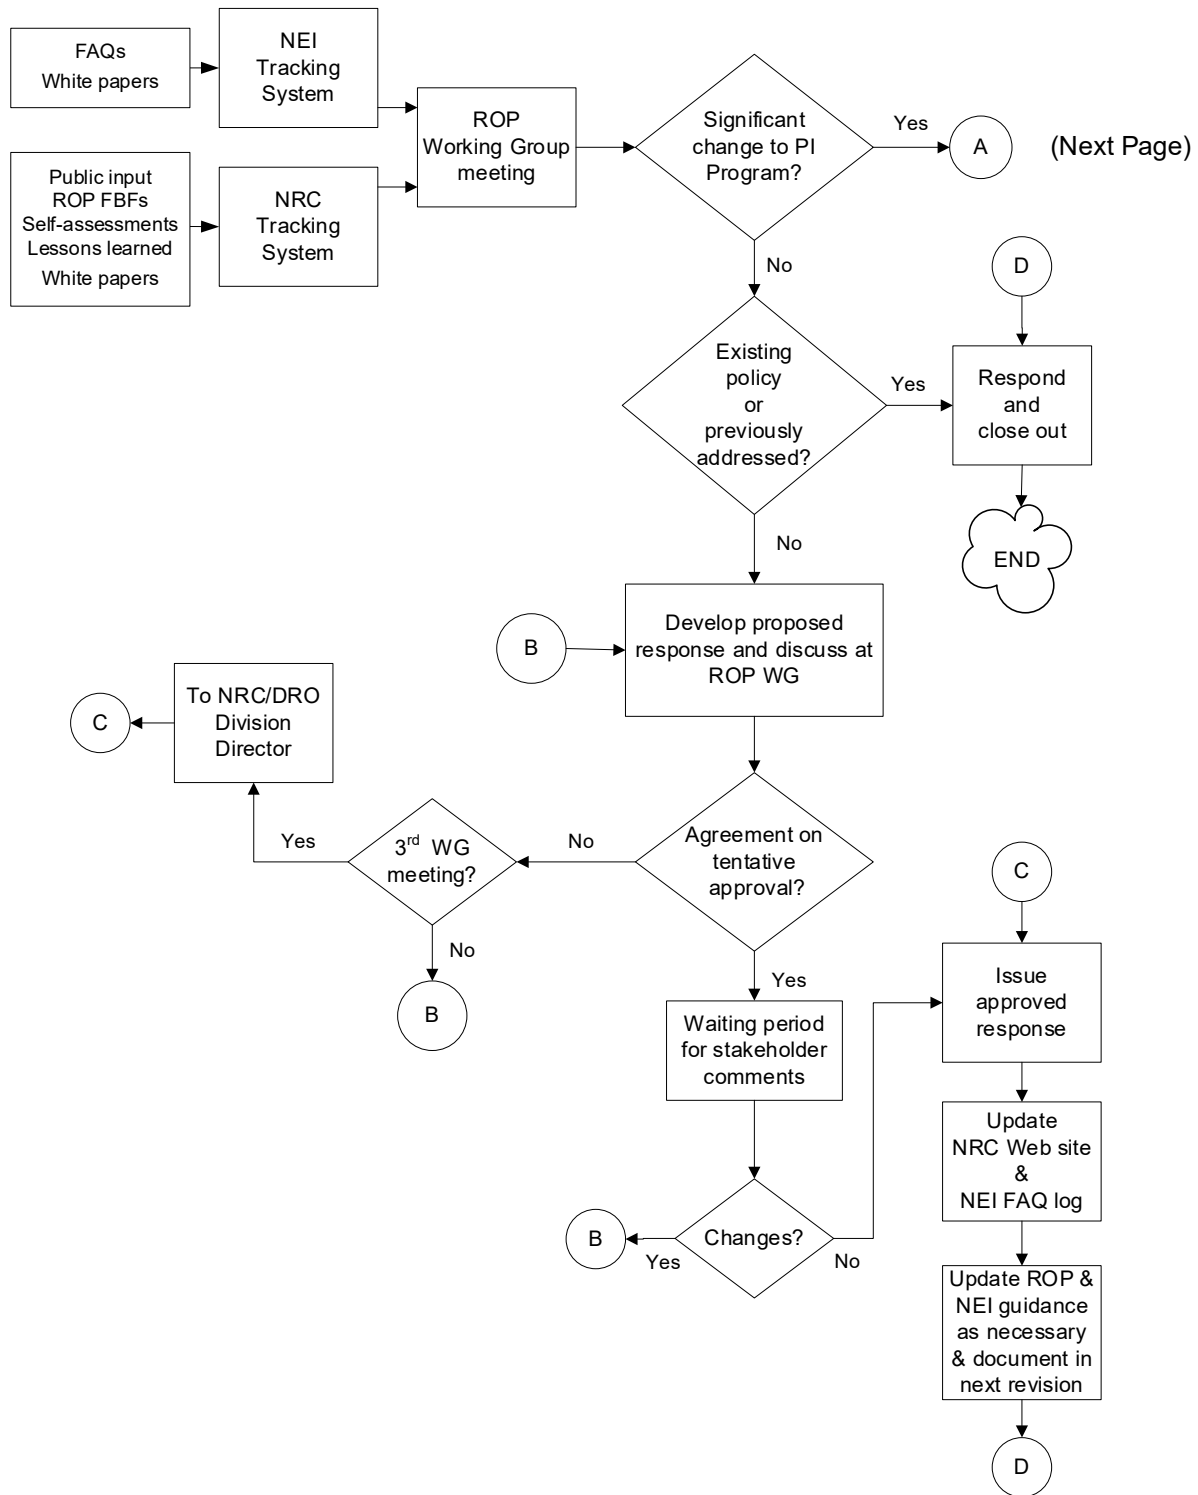 FAQs
White papers
NEI
Tracking
System
Public input
ROP FBFs
Self-assessments
Lessons learned
White papers
NRC
Tracking
System
ROP
Working Group
meeting
Significant
change to PI
Program?
Yes
A
(Next Page)
No
Existing
policy
or
previously
addressed?
Yes
D
Respond
and
close out
END
No
B
Develop proposed
response and discuss at
ROP WG
Agreement on
tentative
approval?
No
3rd WG
meeting?
Yes
To NRC/DRO
Division
Director
C
No
B
Yes
Waiting period
for stakeholder
comments
Changes?
Yes
B
No
C
Issue
approved
response
Update
NRC Web site
&
NEI FAQ log
Update ROP &
NEI guidance
as necessary
& document in
next revision
D